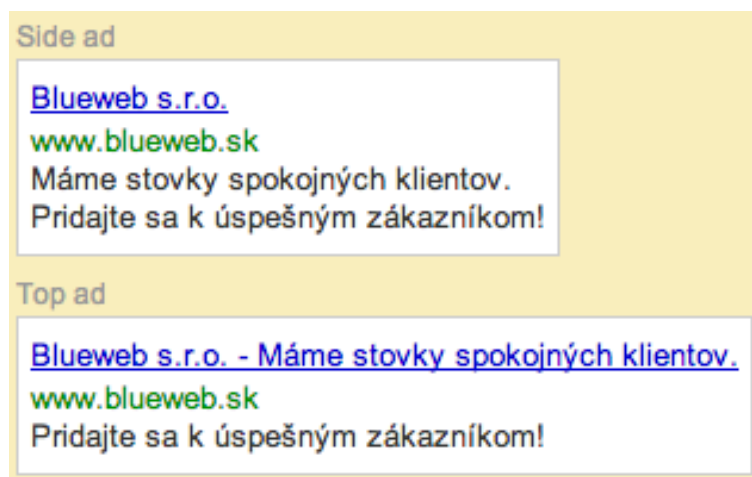 Side ad
Blueweb s.r.o.
www.blueweb.sk
Máme stovky spokojných klientov.
Pridajte sa k úspešným zákazníkom!
Top ad
Blueweb s.r.o. - Máme stovky spokojných klientov.
www.blueweb.sk
Pridajte sa k úspešným zákazníkom!